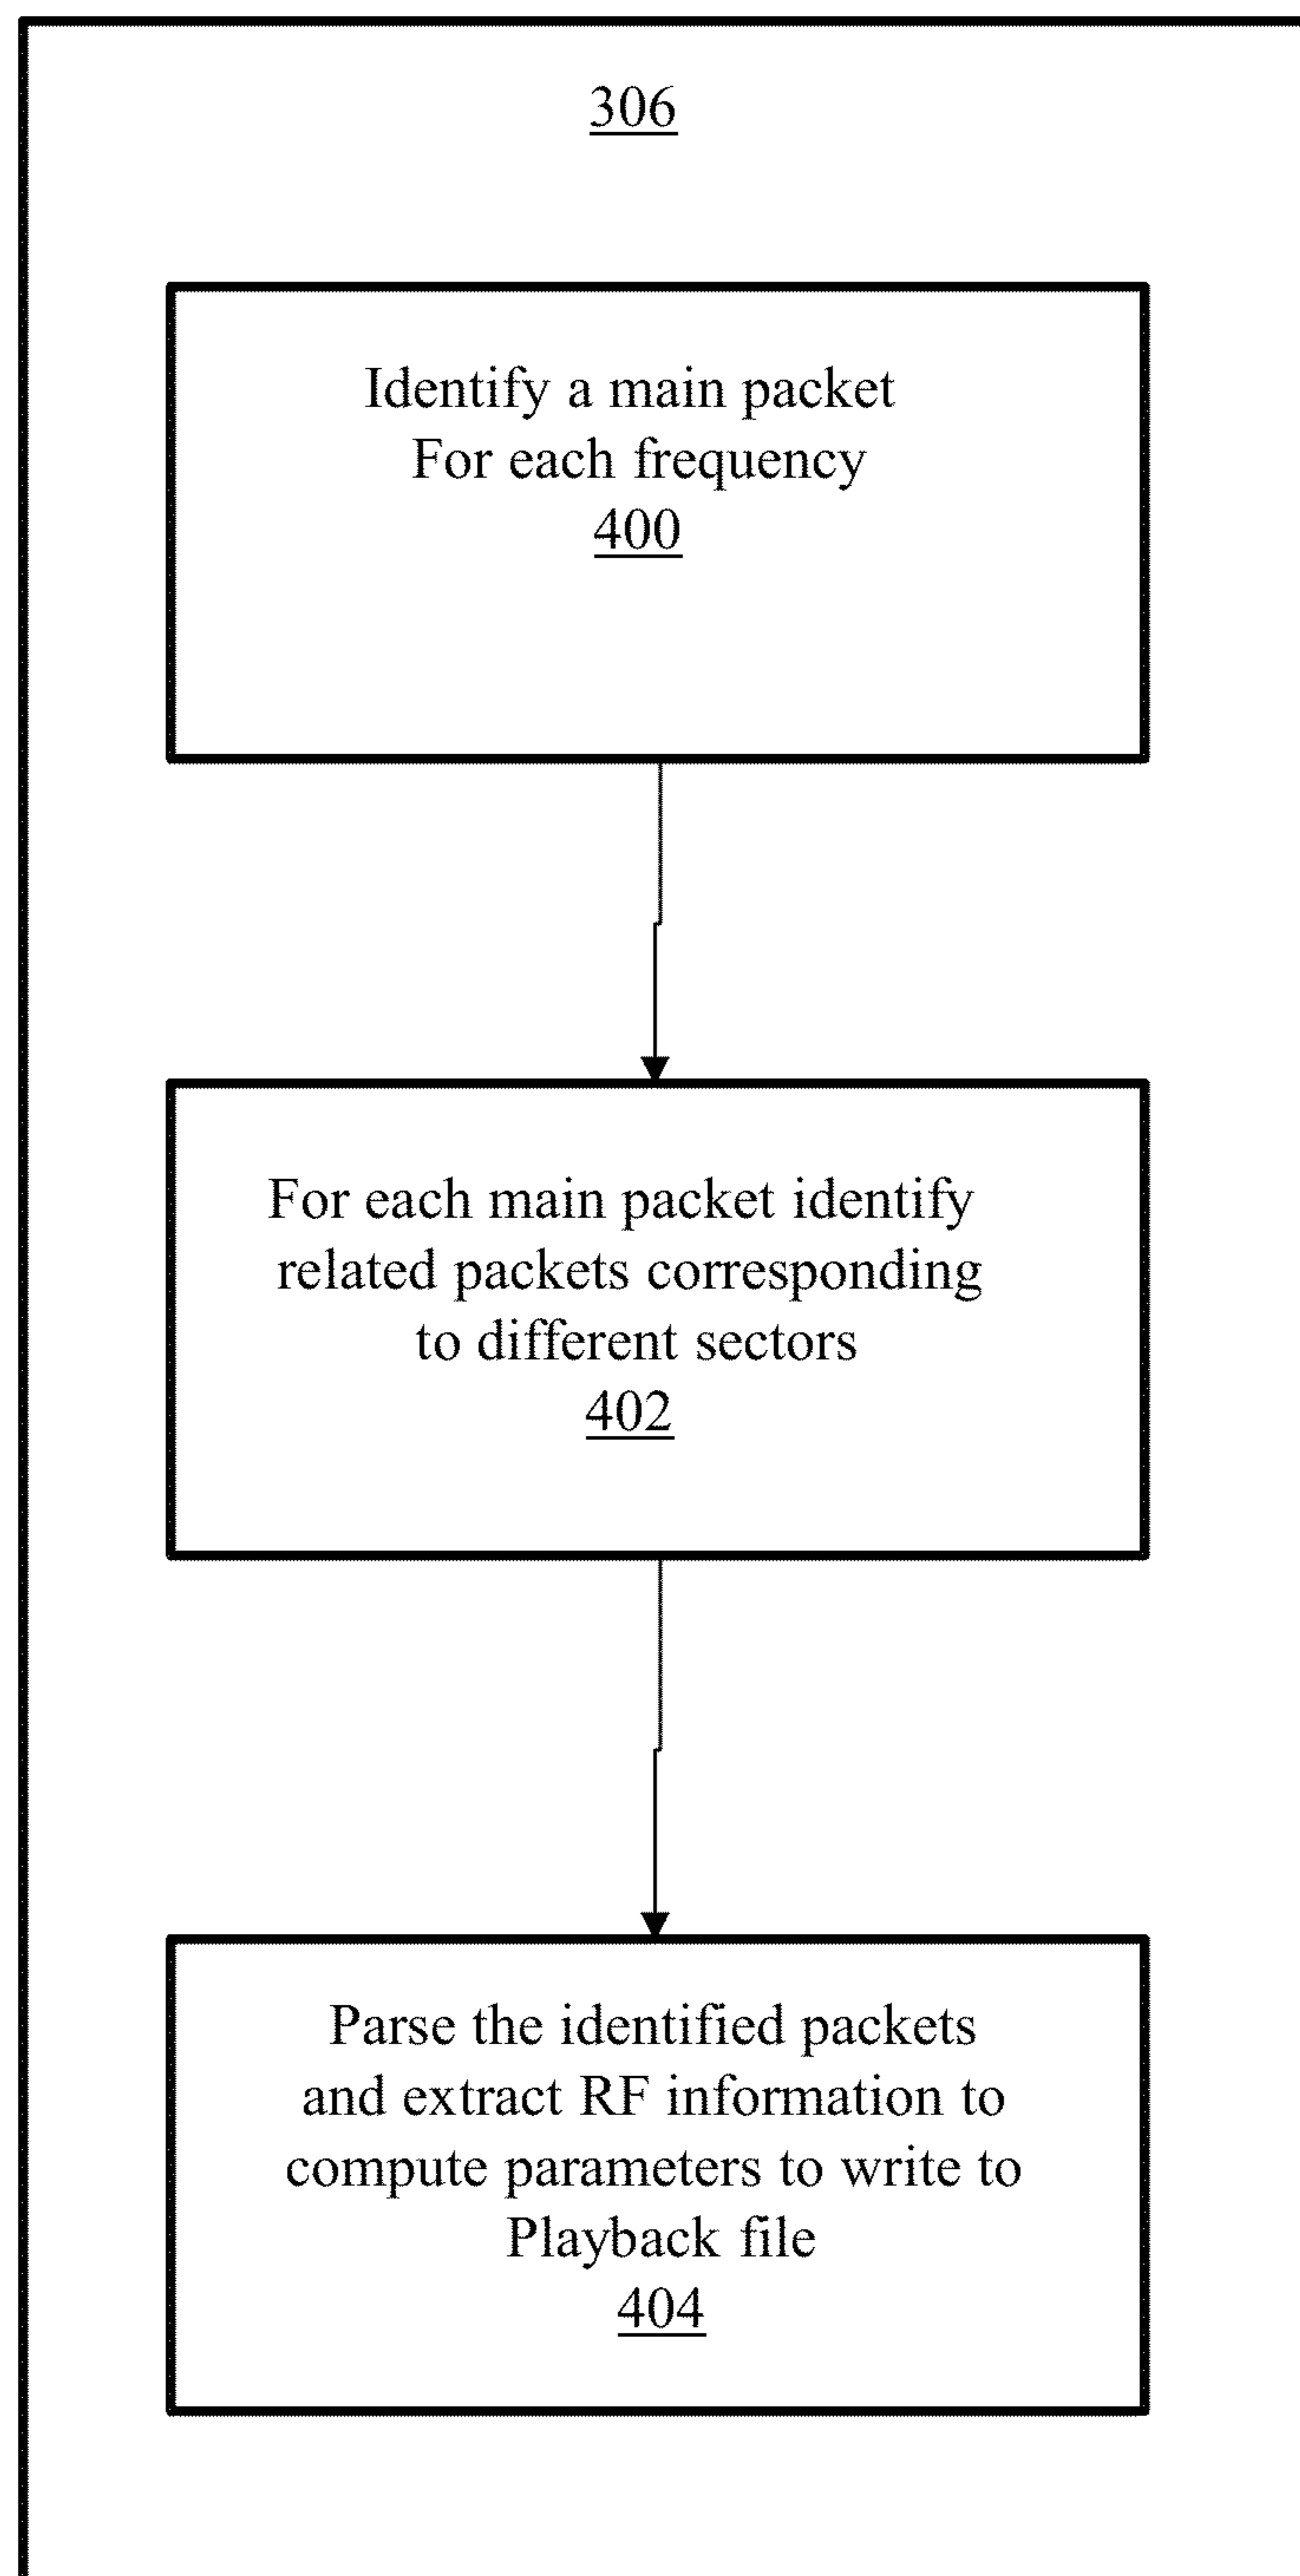 306
Identify a main packet
For each frequency
400
For each main packet identify
related packets corresponding
to different sectors
402
Parse the identified packets
and extract RF information to
compute parameters to write to
Playback file
404